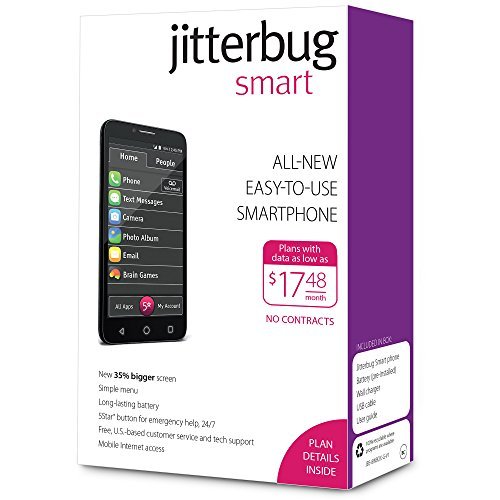 jitterbug
smart
ALL-NEW
EASY-TO-USE
SMARTPHONE
Plans with
data as low as
$17 48
month
NO CONTRACTS
Home People
Phone
Voicemail
Text Messages
Camera
Photo Album
Email
Brain Games
All Apps 5* My Account
New 35% bigger screen
Simple menu
Long-lasting battery
5Star® button for emergency help, 24/7
Free, U.S.-based customer service and tech support
Mobile Internet access
PLAN
DETAILS
INSIDE
INCLUDED IN BOX:
Jitterbug Smart phone
Battery (pre-installed)
Wall charger
USB cable
User guide